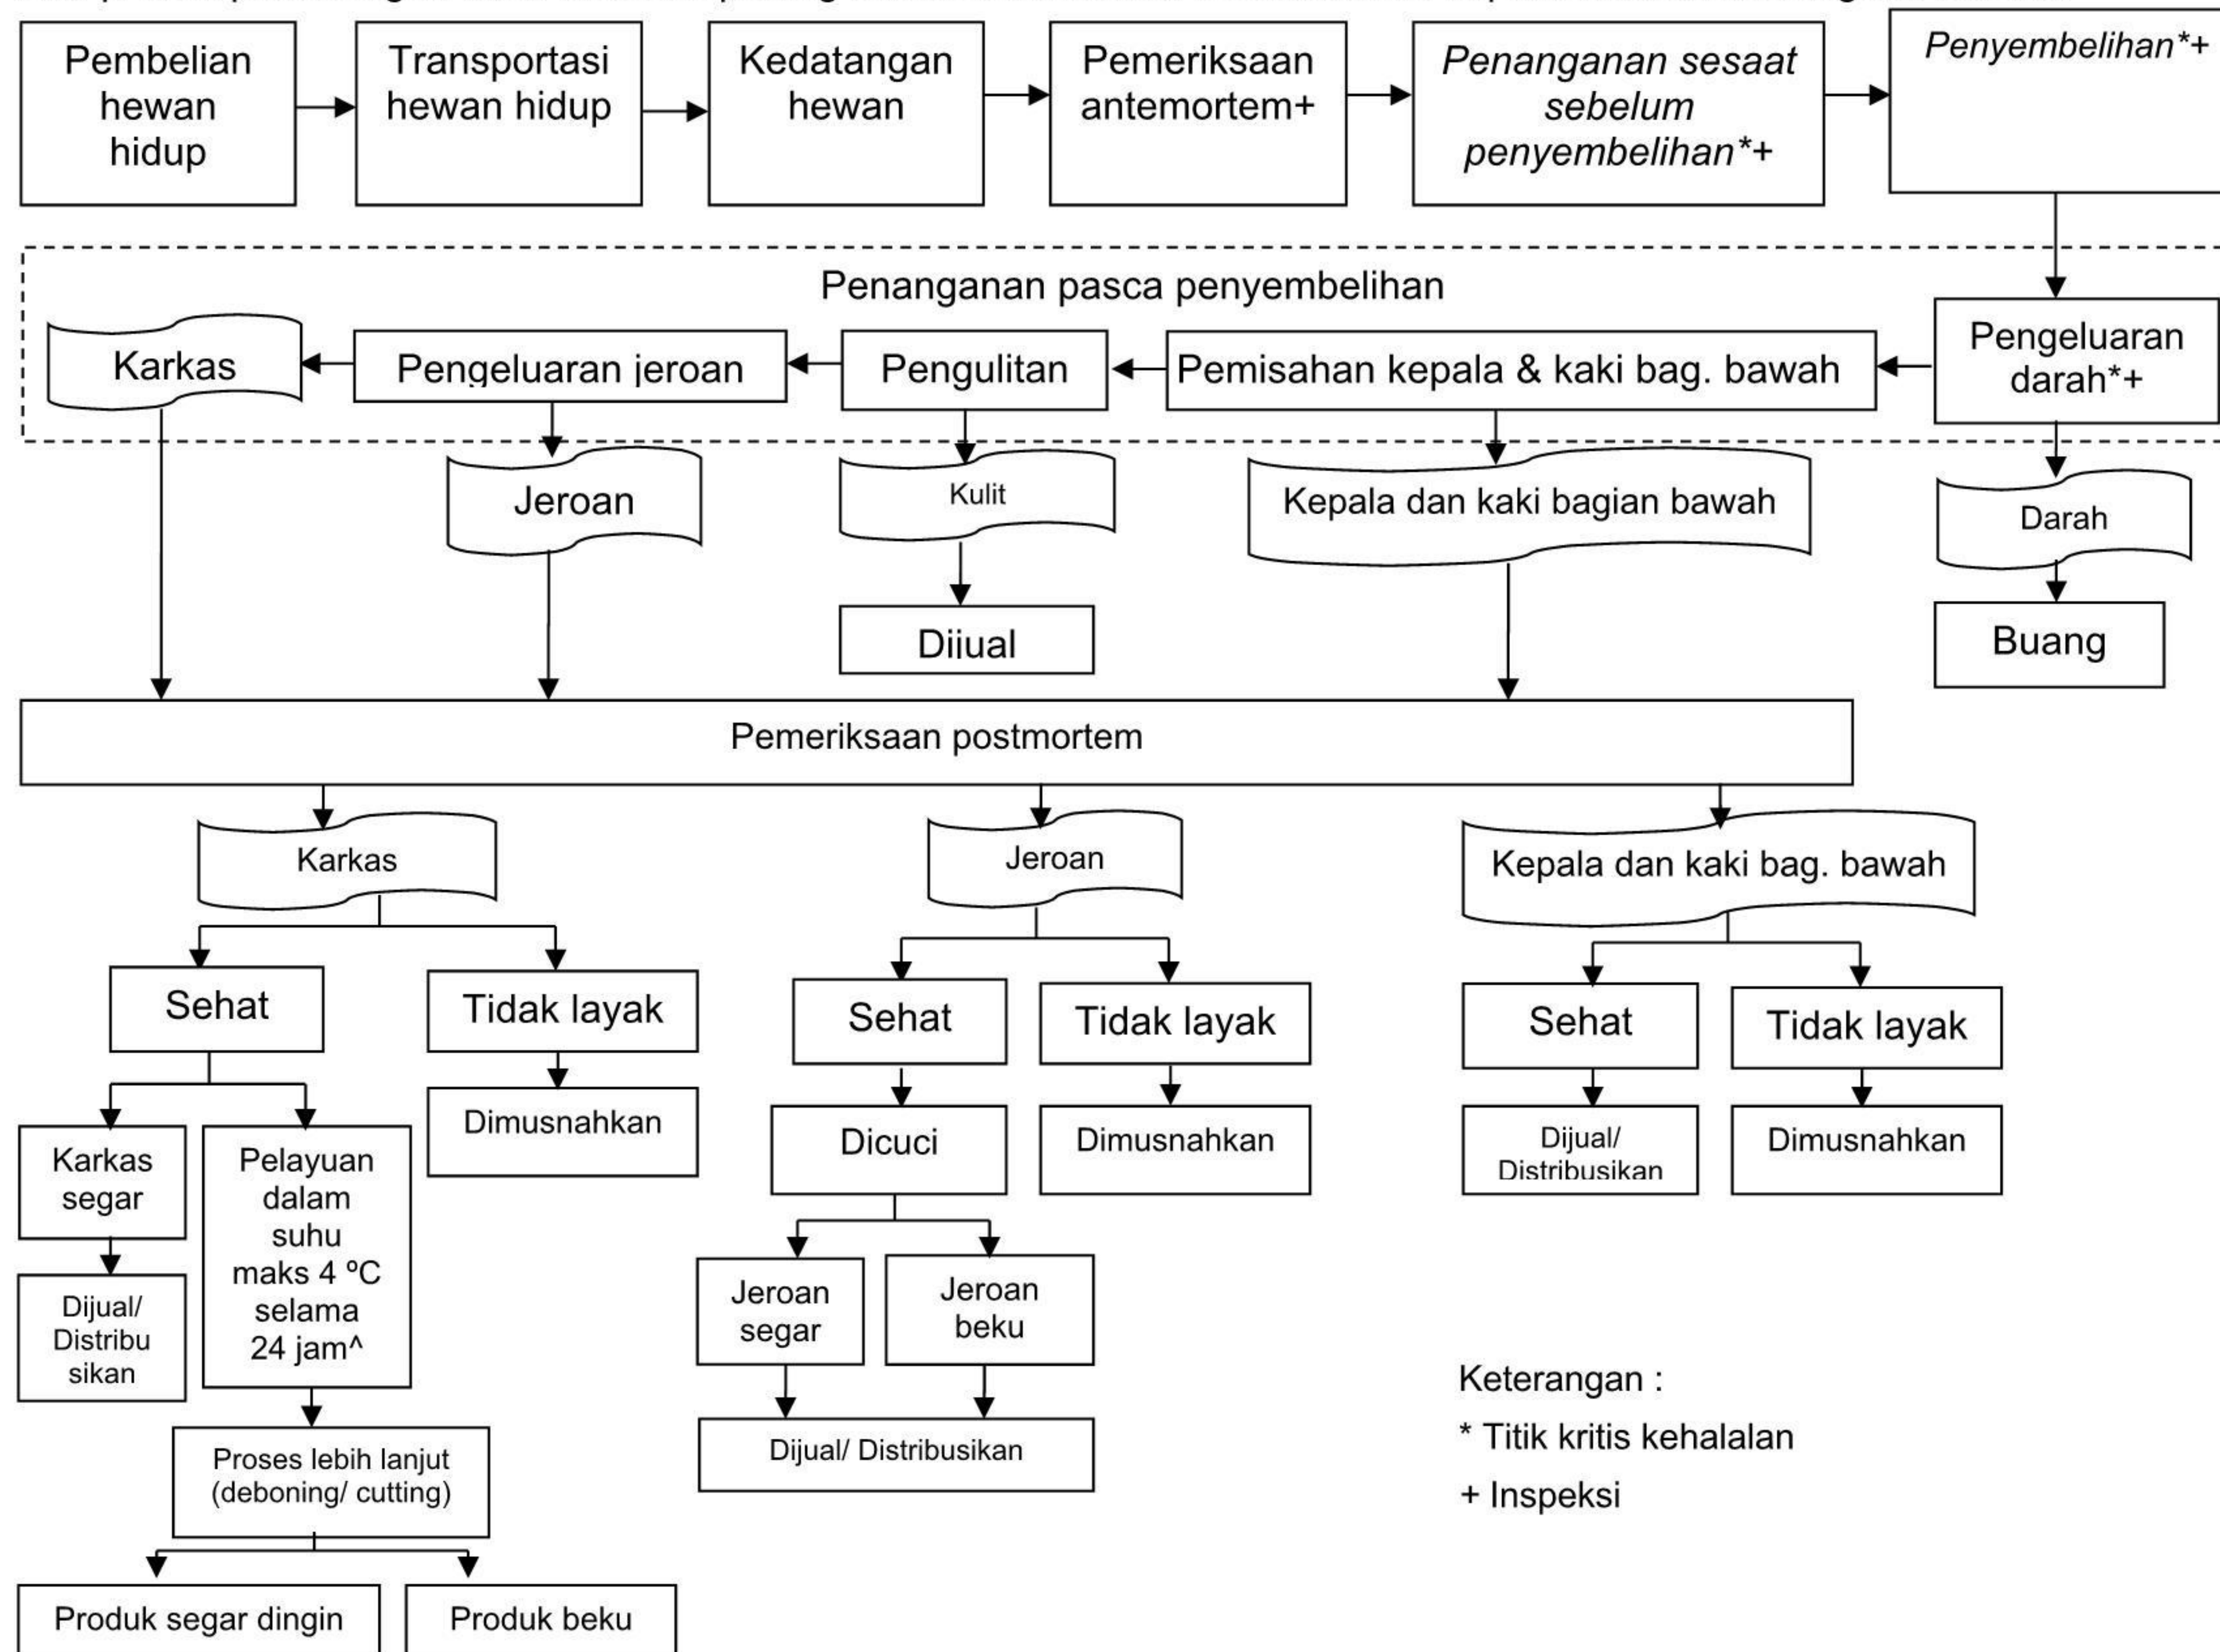 Pembelian
hewan
hidup
Transportasi
hewan hidup
Kedatangan
hewan
Pemeriksaan
antemortem+
Penanganan sesaat
sebelum
penyembelihan*+
Penyembelihan*+
Penanganan pasca penyembelihan
Karkas
Pengeluaran jeroan
Pengulitan
Pemisahan kepala & kaki bag. bawah
Pengeluaran
darah*+
Jeroan
Kulit
Kepala dan kaki bagian bawah
Darah
Dijual
Buang
Pemeriksaan postmortem
Karkas
Jeroan
Kepala dan kaki bag. bawah
Sehat
Tidak layak
Sehat
Tidak layak
Sehat
Tidak layak
Karkas
segar
Pelayuan
dalam
suhu
maks 4 ºC
selama
24 jam^
Dimusnahkan
Dicuci
Dimusnahkan
Dijual/
Distribusikan
Dimusnahkan
Dijual/
Distribu
sikan
Jeroan
segar
Jeroan
beku
Proses lebih lanjut
(deboning/ cutting)
Dijual/ Distribusikan
Produk segar dingin
Produk beku
Keterangan :
* Titik kritis kehalalan
+ Inspeksi